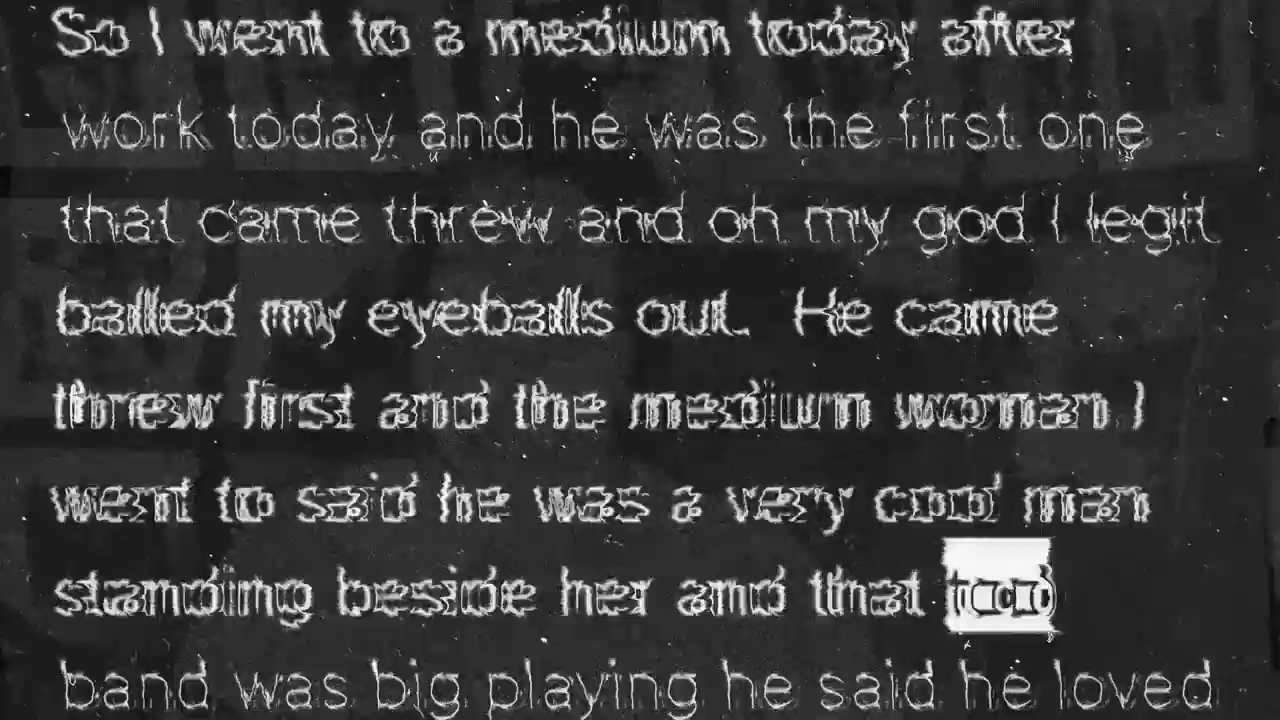 So I went to a medium today after
work today and he was the first one
that came threw and oh my god I legit
balled my eyeballs out. He came
threw first and the medium woman I
went to said he was a very cool man
standing beside her and that
band was big playing he said he loved